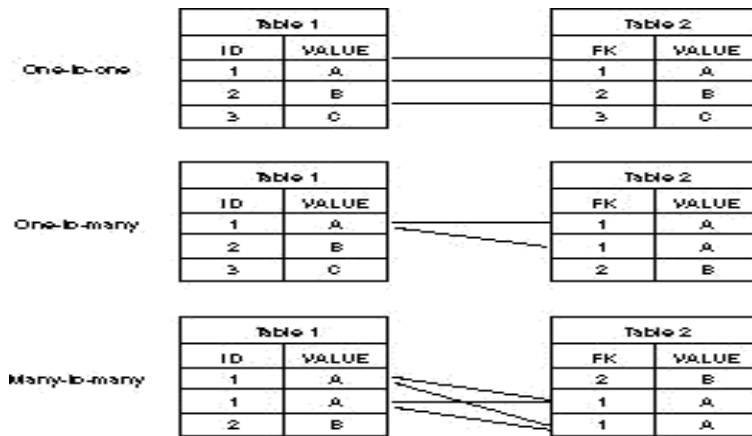 Table 1 Table 2
ID VALUE FK VALUE
One-to-one
1 A 1 A
2 B 2 B
3 C 3 C
Table 1 Table 2
ID VALUE FK VALUE
One-to-many
1 A 1 A
2 B 1 A
3 C 2 B
Table 1 Table 2
ID VALUE FK VALUE
Many-to-many
1 A 2 B
1 A 1 A
2 B 1 A